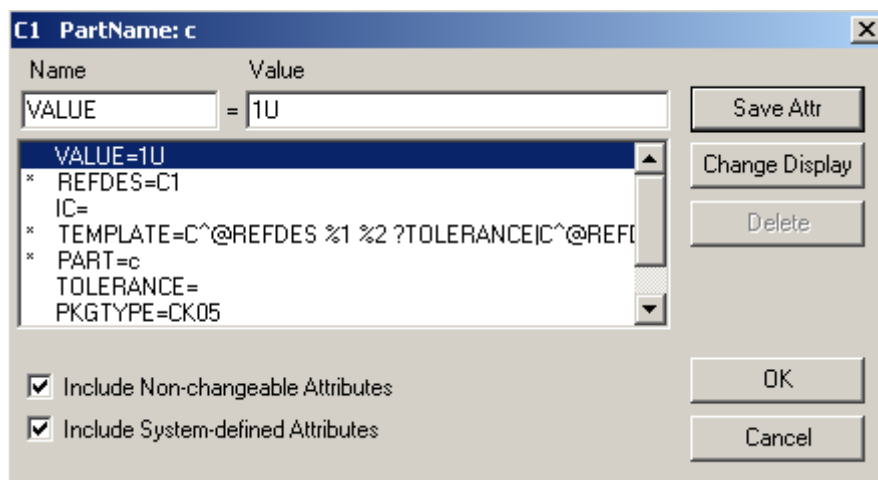 C1 PartName: c
Name Value
VALUE = 1U
Save Attr
VALUE=1U
* REFDES=C1
IC=
* TEMPLATE=C^@REFDES %1 %2 ?TOLERANCE|C^@REF
* PART=c
TOLERANCE=
PKGTYPE=CK05
Change Display
Delete
Include Non-changeable Attributes
Include System-defined Attributes
OK
Cancel